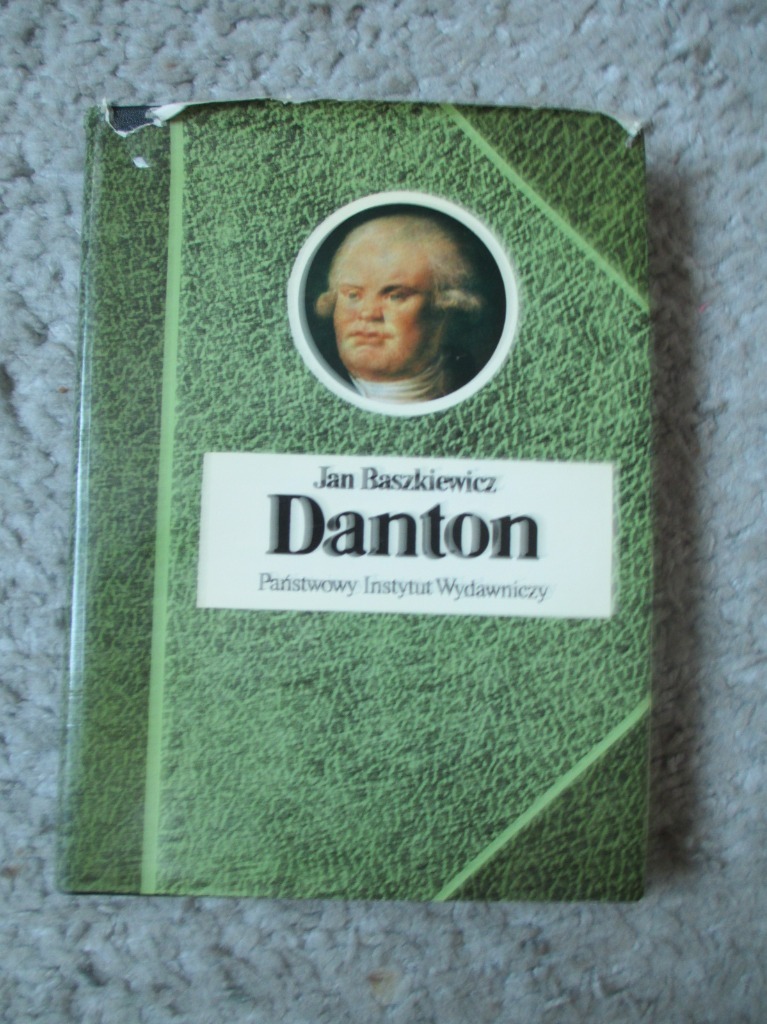 Jan Baszkiewicz
Danton
Państwowy Instytut Wydawniczy